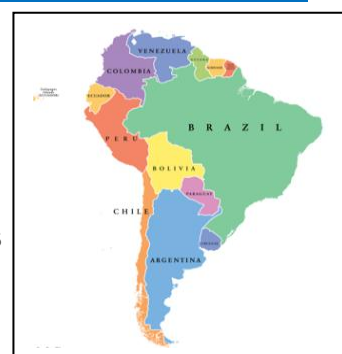 VENEZUELA
COLOMBIA
ECUADOR
BRAZIL
PERU
BOLIVIA
PARAGUAY
CHILE
ARGENTINA